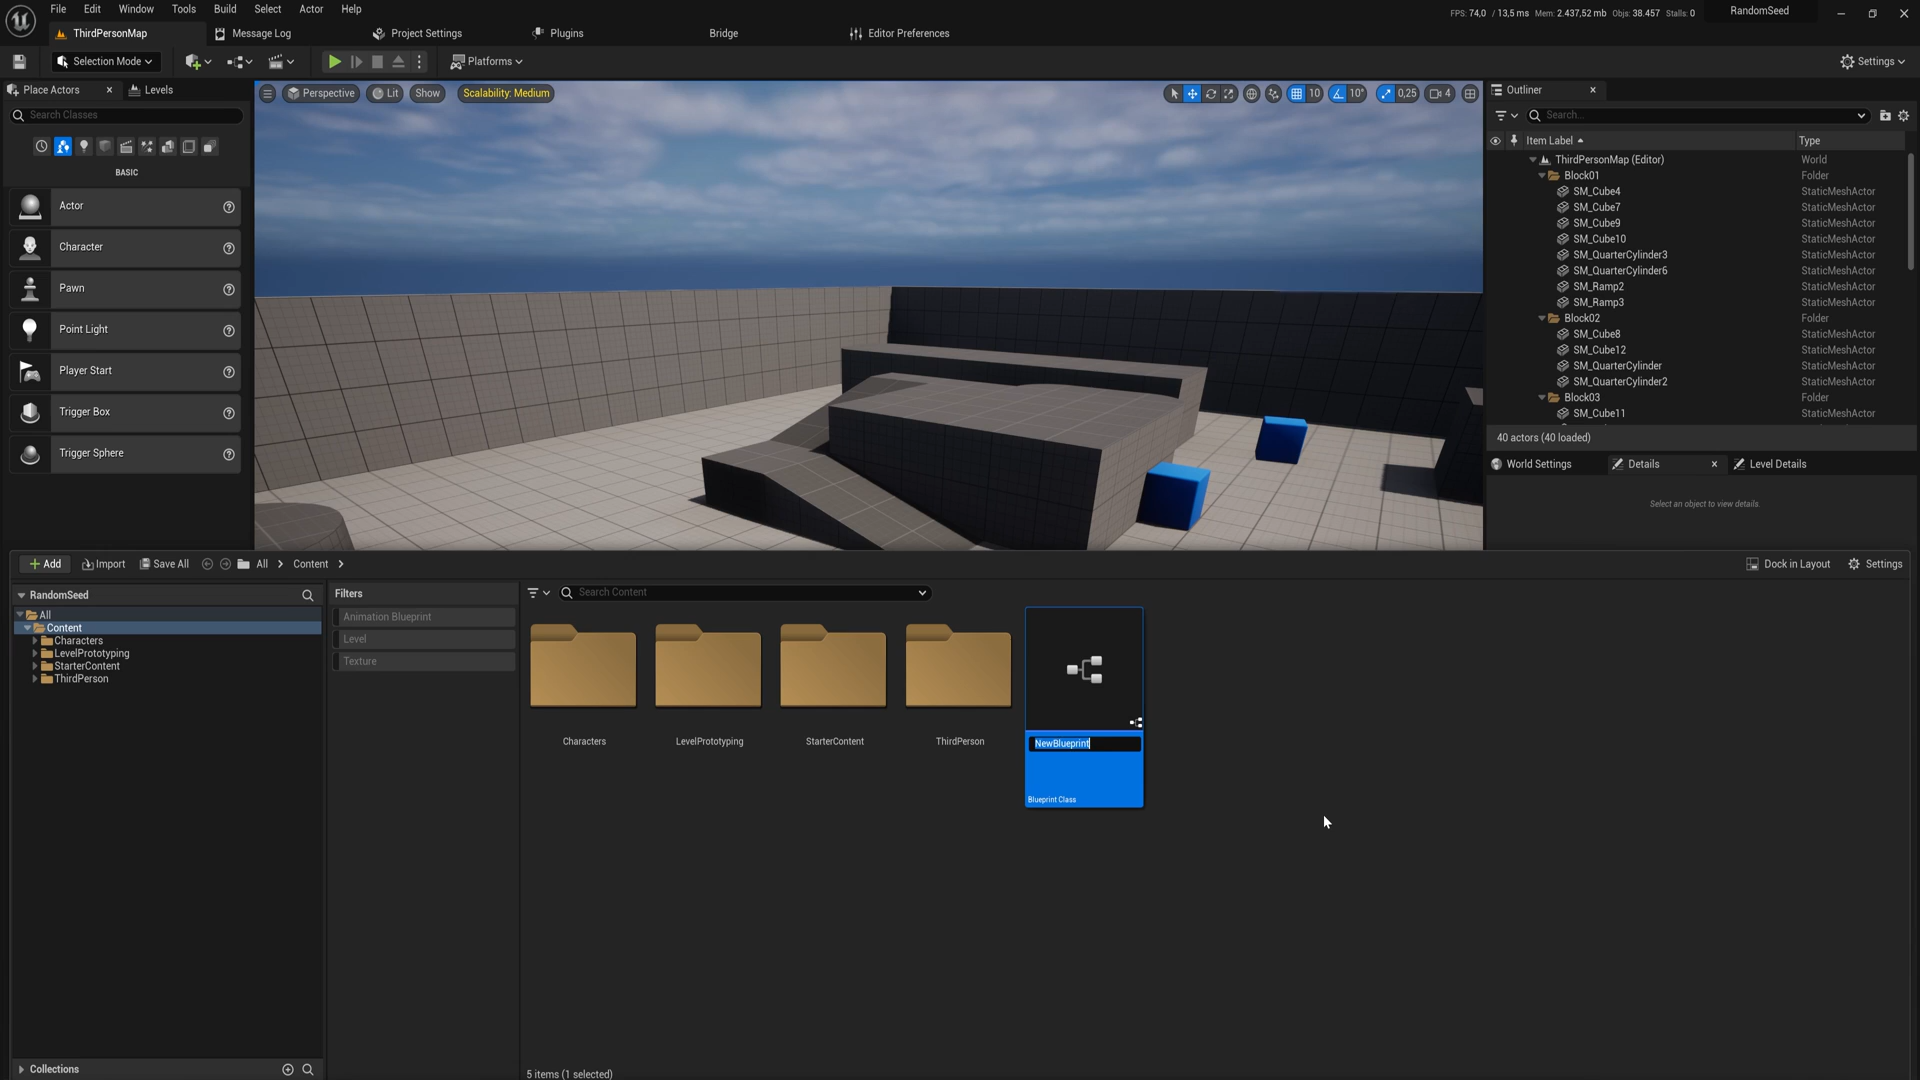 File Edit Window Tools Build Select Actor Help
FPS: 74,0 / 13,5 ms Mem: 2.437,52 mb Objs: 38.457 Stalls: 0
RandomSeed
ThirdPersonMap
Message Log
Project Settings
Plugins
Bridge
Editor Preferences
Selection Mode
Platforms
Settings
Place Actors
Levels
Search Classes
BASIC
Actor
Character
Pawn
Point Light
Player Start
Trigger Box
Trigger Sphere
Perspective
Lit
Show
Scalability: Medium
10
10°
0,25
4
Outliner
Search...
Item Label Type
ThirdPersonMap (Editor) World
Block01 Folder
SM_Cube4 StaticMeshActor
SM_Cube7 StaticMeshActor
SM_Cube9 StaticMeshActor
SM_Cube10 StaticMeshActor
SM_QuarterCylinder3 StaticMeshActor
SM_QuarterCylinder6 StaticMeshActor
SM_Ramp2 StaticMeshActor
SM_Ramp3 StaticMeshActor
Block02 Folder
SM_Cube8 StaticMeshActor
SM_Cube12 StaticMeshActor
SM_QuarterCylinder StaticMeshActor
SM_QuarterCylinder2 StaticMeshActor
Block03 Folder
SM_Cube11 StaticMeshActor
40 actors (40 loaded)
World Settings
Details
Level Details
Select an object to view details.
Add
Import
Save All
All
Content
Dock in Layout
Settings
RandomSeed
All
Content
Characters
LevelPrototyping
StarterContent
ThirdPerson
Collections
Filters
Animation Blueprint
Level
Texture
Search Content
Characters
LevelPrototyping
StarterContent
ThirdPerson
NewBlueprint
Blueprint Class
5 items (1 selected)